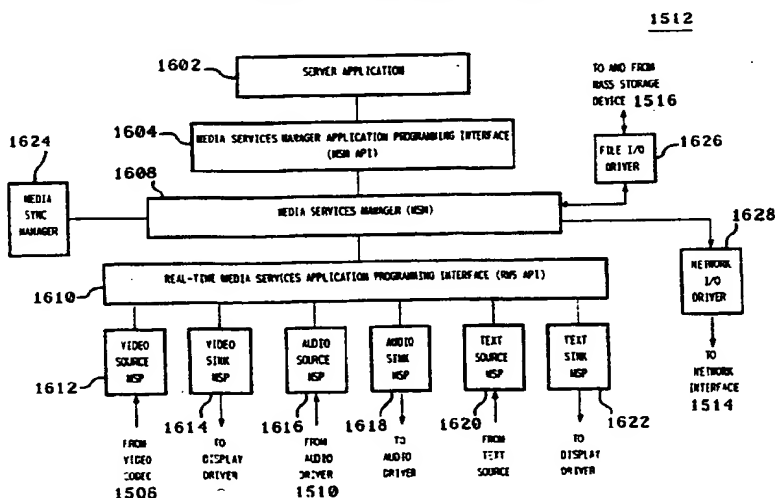 1512
1602
SERVER APPLICATION
TO AND FROM
MASS STORAGE
DEVICE 1516
1604
MEDIA SERVICES MANAGER APPLICATION PROGRAMMING INTERFACE
(MSM API)
FILE I/O
DRIVER
1626
1624
MEDIA
SYNC
MANAGER
1608
MEDIA SERVICES MANAGER (MSM)
1628
NETWORK
I/O
DRIVER
1610
REAL-TIME MEDIA SERVICES APPLICATION PROGRAMMING INTERFACE (RMS API)
VIDEO
SOURCE
MSP
VIDEO
SINK
MSP
AUDIO
SOURCE
MSP
AUDIO
SINK
MSP
TEXT
SOURCE
MSP
TEXT
SINK
MSP
1612
1614
1616
1618
1620
1622
TO
NETWORK
INTERFACE
1514
FROM
VIDEO
CODEC
1506
TO
DISPLAY
DRIVER
FROM
AUDIO
DRIVER
1510
TO
AUDIO
DRIVER
FROM
TEXT
SOURCE
TO
DISPLAY
DRIVER